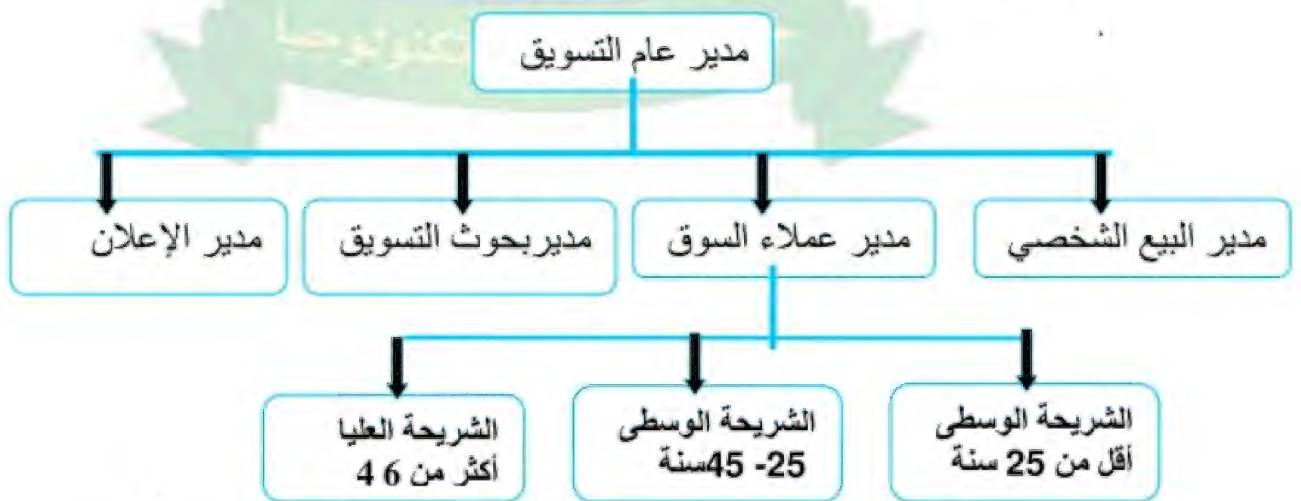 مدير عام التسويق
مدير البيع الشخصي
مدير عملاء السوق
مديربحوث التسويق
مدير الإعلان
الشريحة الوسطى
أقل من 25 سنة
الشريحة الوسطى
25- 45سنة
الشريحة العليا
أكثر من 6 4